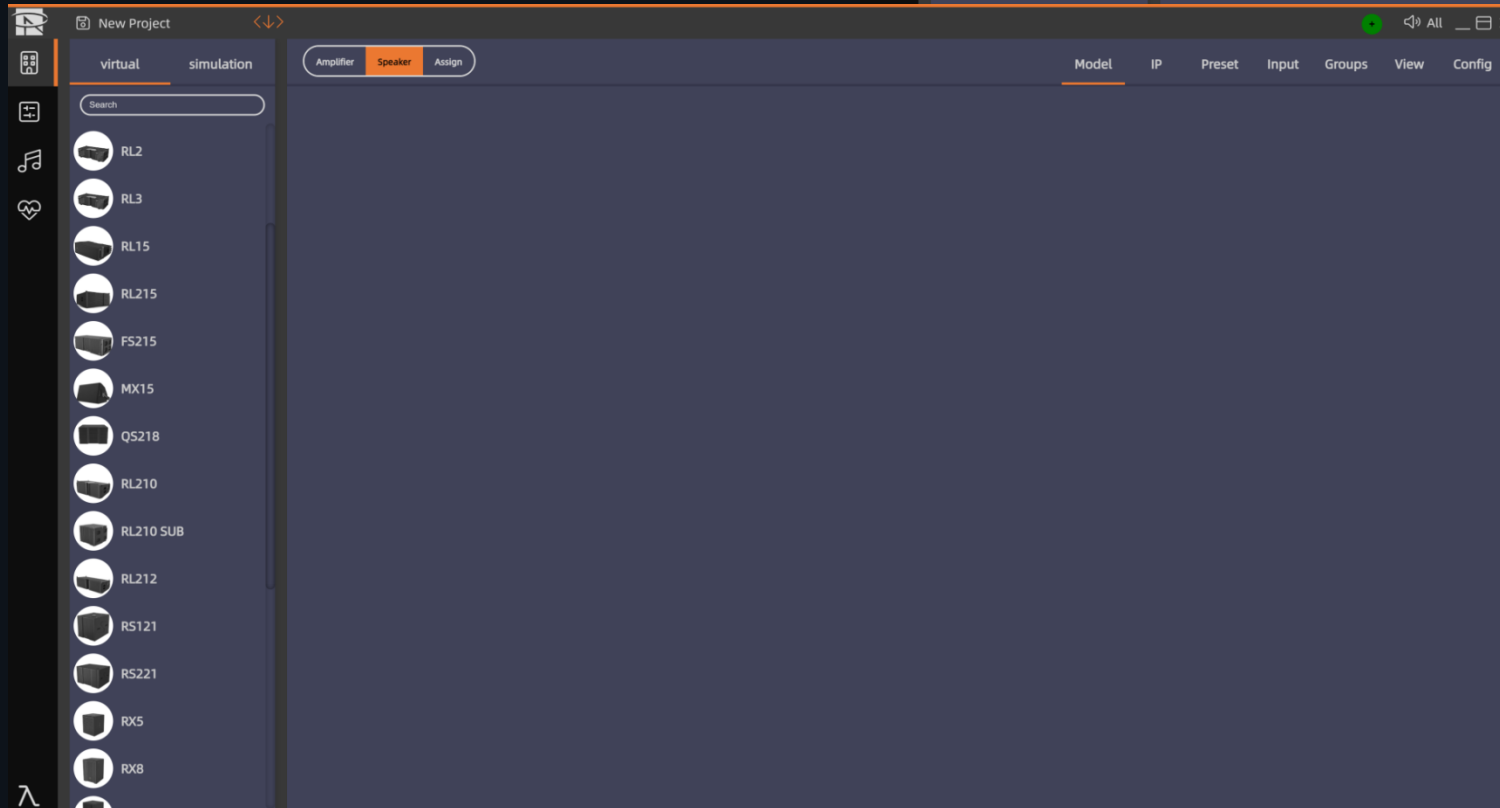 New Project
All
virtual simulation
Amplifier Speaker Assign
Model IP Preset Input Groups View Config
Search
RL2
RL3
RL15
RL215
FS215
MX15
QS218
RL210
RL210 SUB
RL212
RS121
RS221
RX5
RX8